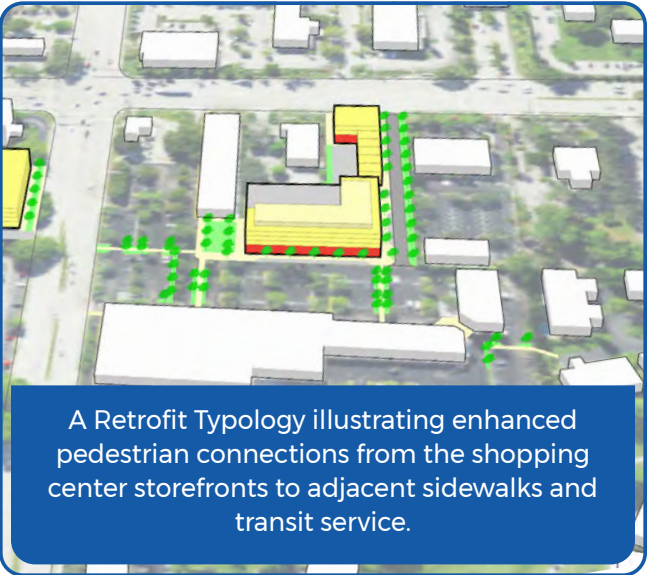 A Retrofit Typology illustrating enhanced
pedestrian connections from the shopping
center storefronts to adjacent sidewalks and
transit service.